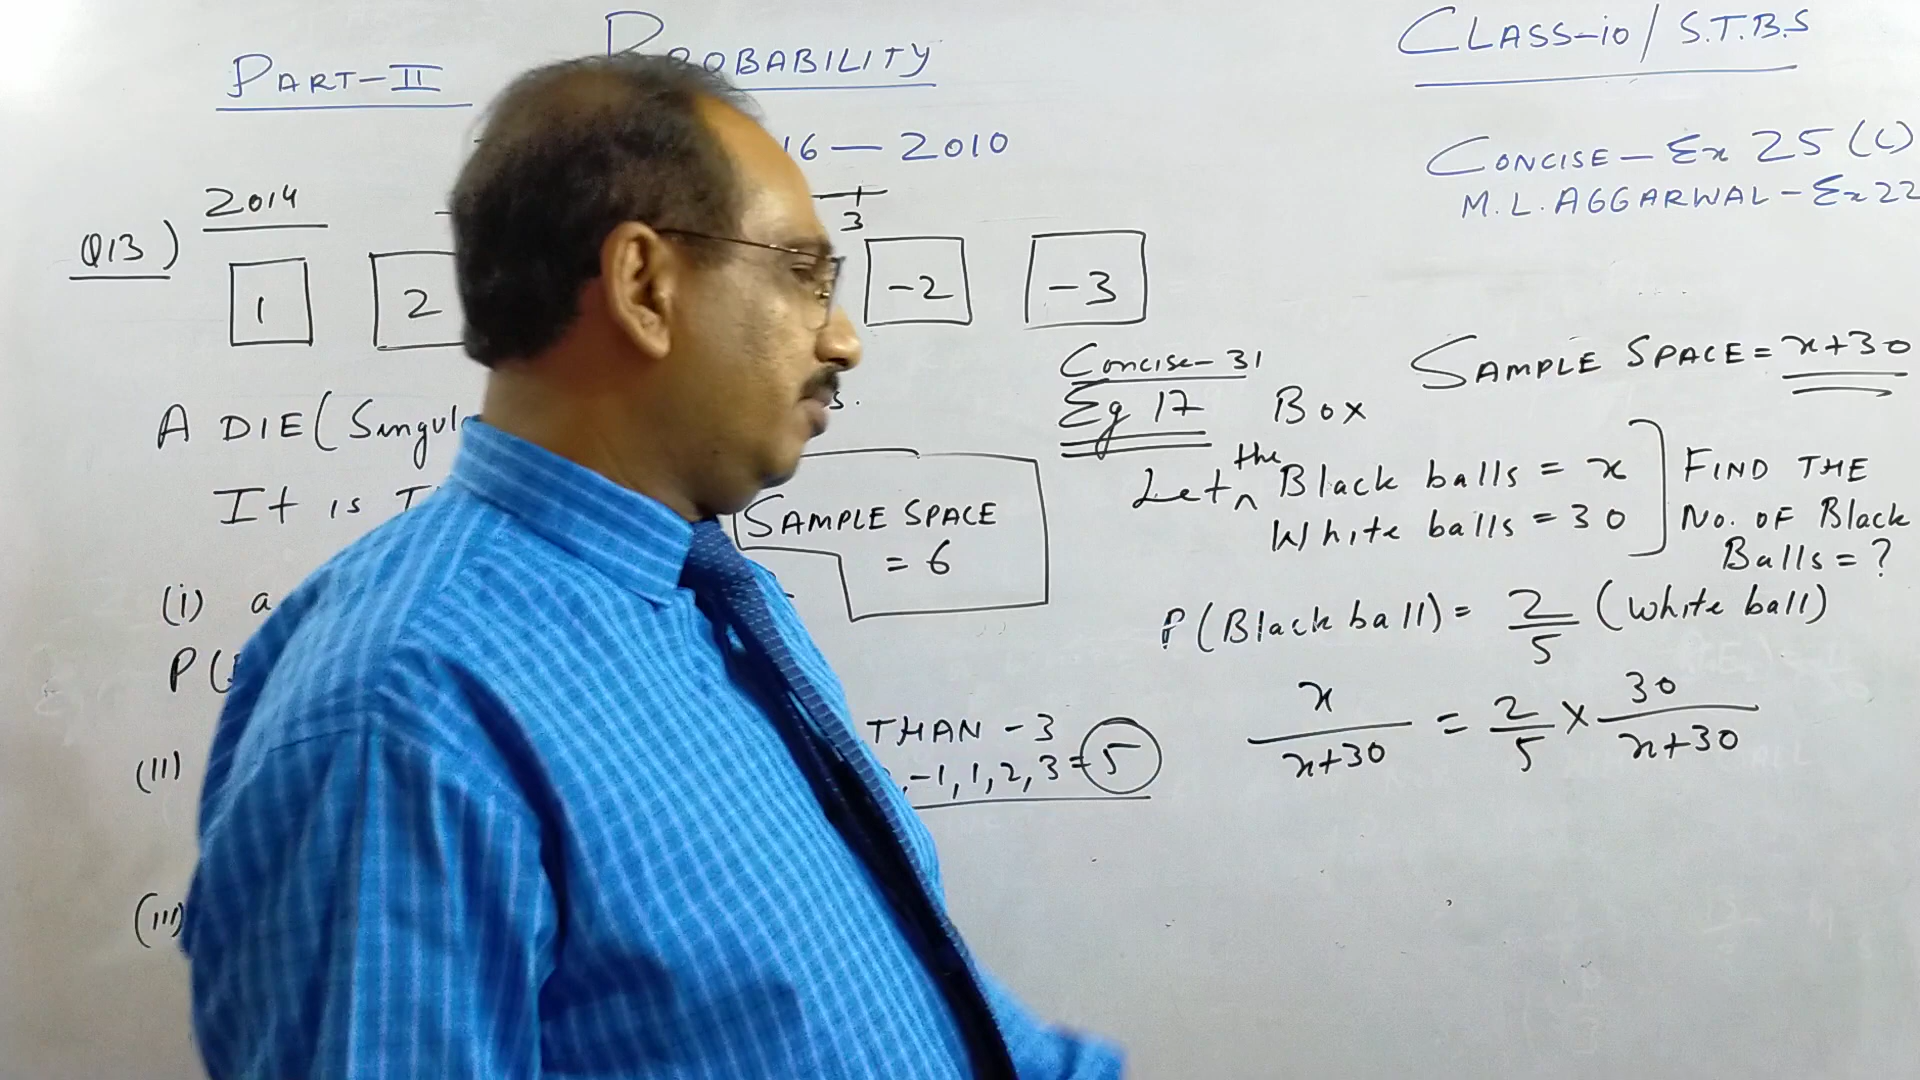 PART-II PROBABILITY
CLASS-10/S.T.B.S
16-2010
CONCISE-Ex 25(C)
M.L.AGGARWAL-Ex22
Q13) 2014
3
1 2 -2 -3
A DIE(Singul
It is
SAMPLE SPACE
= 6
(i) a
P(
(ii) THAN -3
-1, 1, 2, 3 = 5
(iii)
Concise-31
Eg 17 Box
SAMPLE SPACE = x+30
Let the Black balls = x
White balls = 30
FIND THE
No. OF Black
Balls = ?
P(Black ball) = 2/5 (White ball)
x/x+30 = 2/5 × 30/x+30